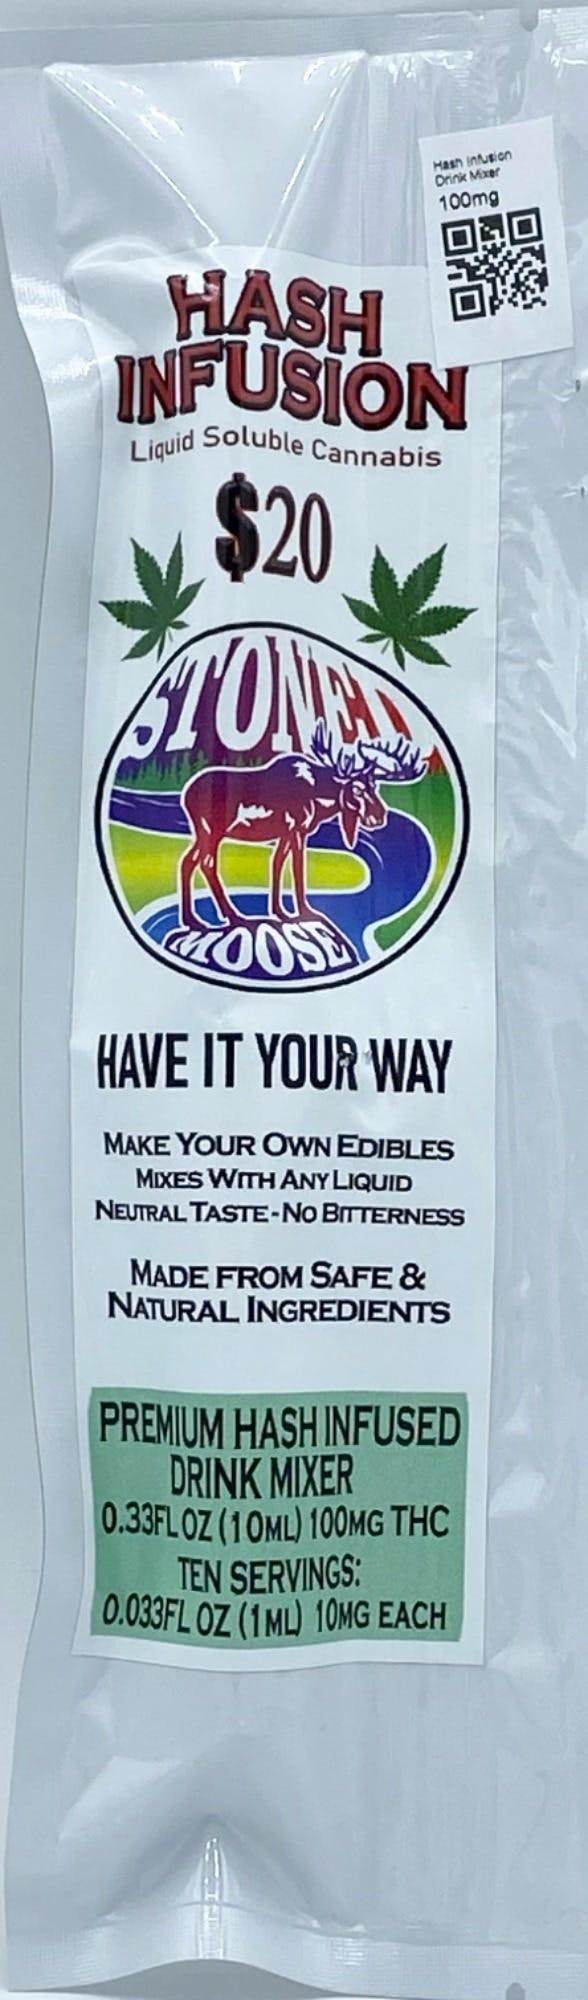 Hash Infusion
Drink Mixer
100mg
HASH
INFUSION
Liquid Soluble Cannabis
$20
STONED
MOOSE
HAVE IT YOUR WAY
MAKE YOUR OWN EDIBLES
MIXES WITH ANY LIQUID
NEUTRAL TASTE - NO BITTERNESS
MADE FROM SAFE &
NATURAL INGREDIENTS
PREMIUM HASH INFUSED
DRINK MIXER
0.33FL OZ (10ML) 100MG THC
TEN SERVINGS:
0.033FL OZ (1ML) 10MG EACH